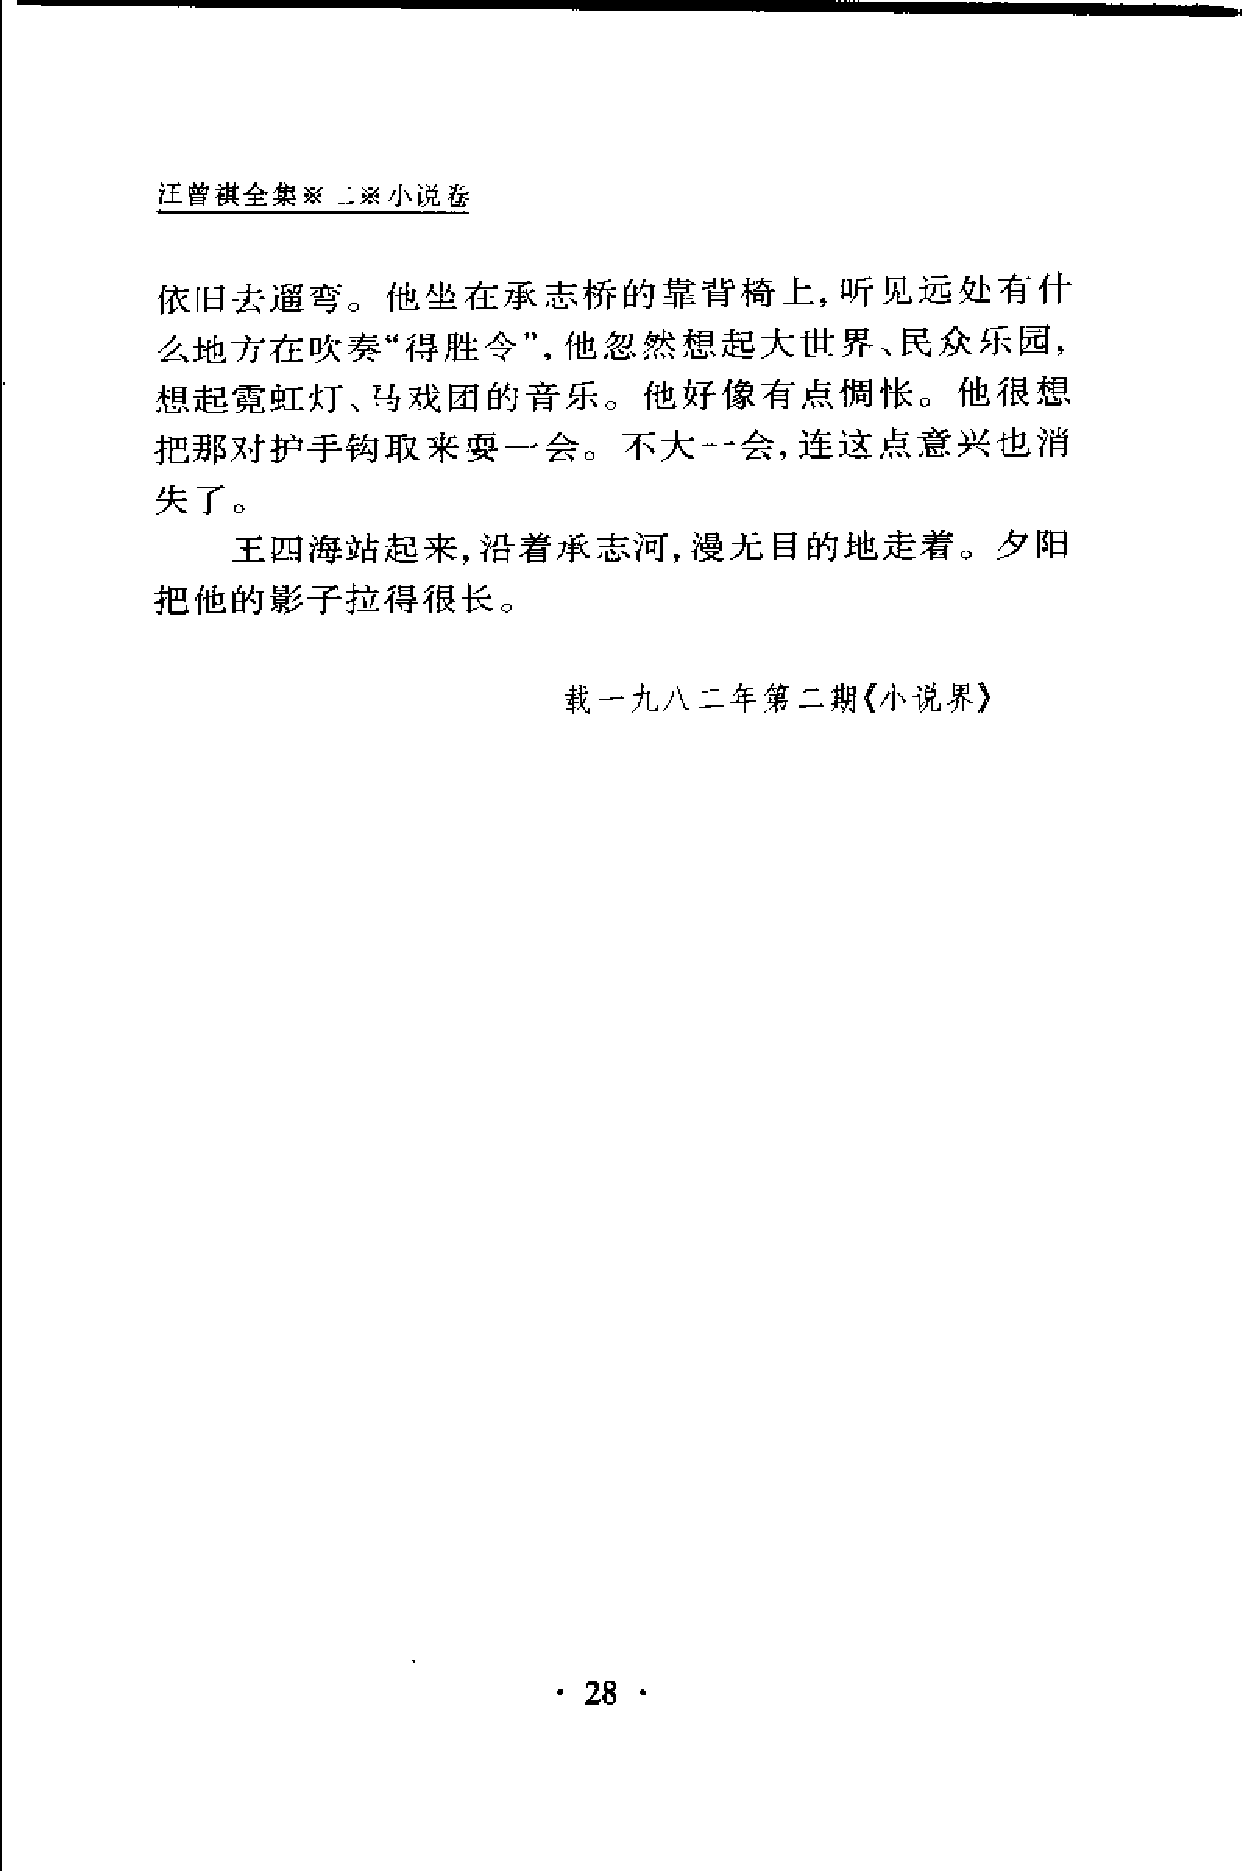 汪曾祺全集※二※小说卷
依旧去遛弯。他坐在承志桥的靠背椅上,听见远处有什
么地方在吹奏“得胜令”,他忽然想起大世界、民众乐园,
想起霓虹灯、马戏团的音乐。他好像有点惆怅。他很想
把那对护手钩取来耍一会。不大一会,连这点意兴也消
失了。
王四海站起来,沿着承志河,漫无目的地走着。夕阳
把他的影子拉得很长。
载一九八二年第二期《小说界》
· 28 ·